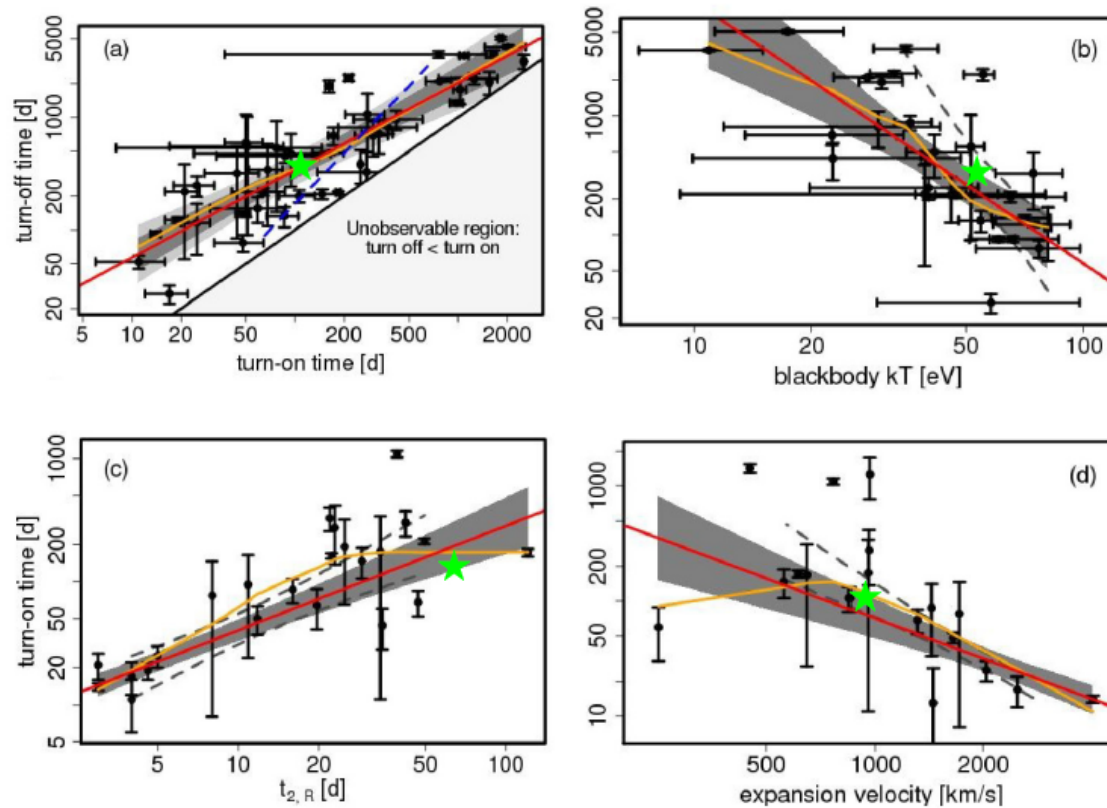 (a)
turn-off time [d]
5000
1000
200
50
20
Unobservable region:
turn off < turn on
5 10 20 50 200 500 2000
turn-on time [d]
(b)
5000
1000
200
50
20
10 20 50 100
blackbody kT [eV]
(c)
turn-on time [d]
1000
200
50
20
5
5 10 20 50 100
t2, R [d]
(d)
1000
200
50
10
500 1000 2000
expansion velocity [km/s]